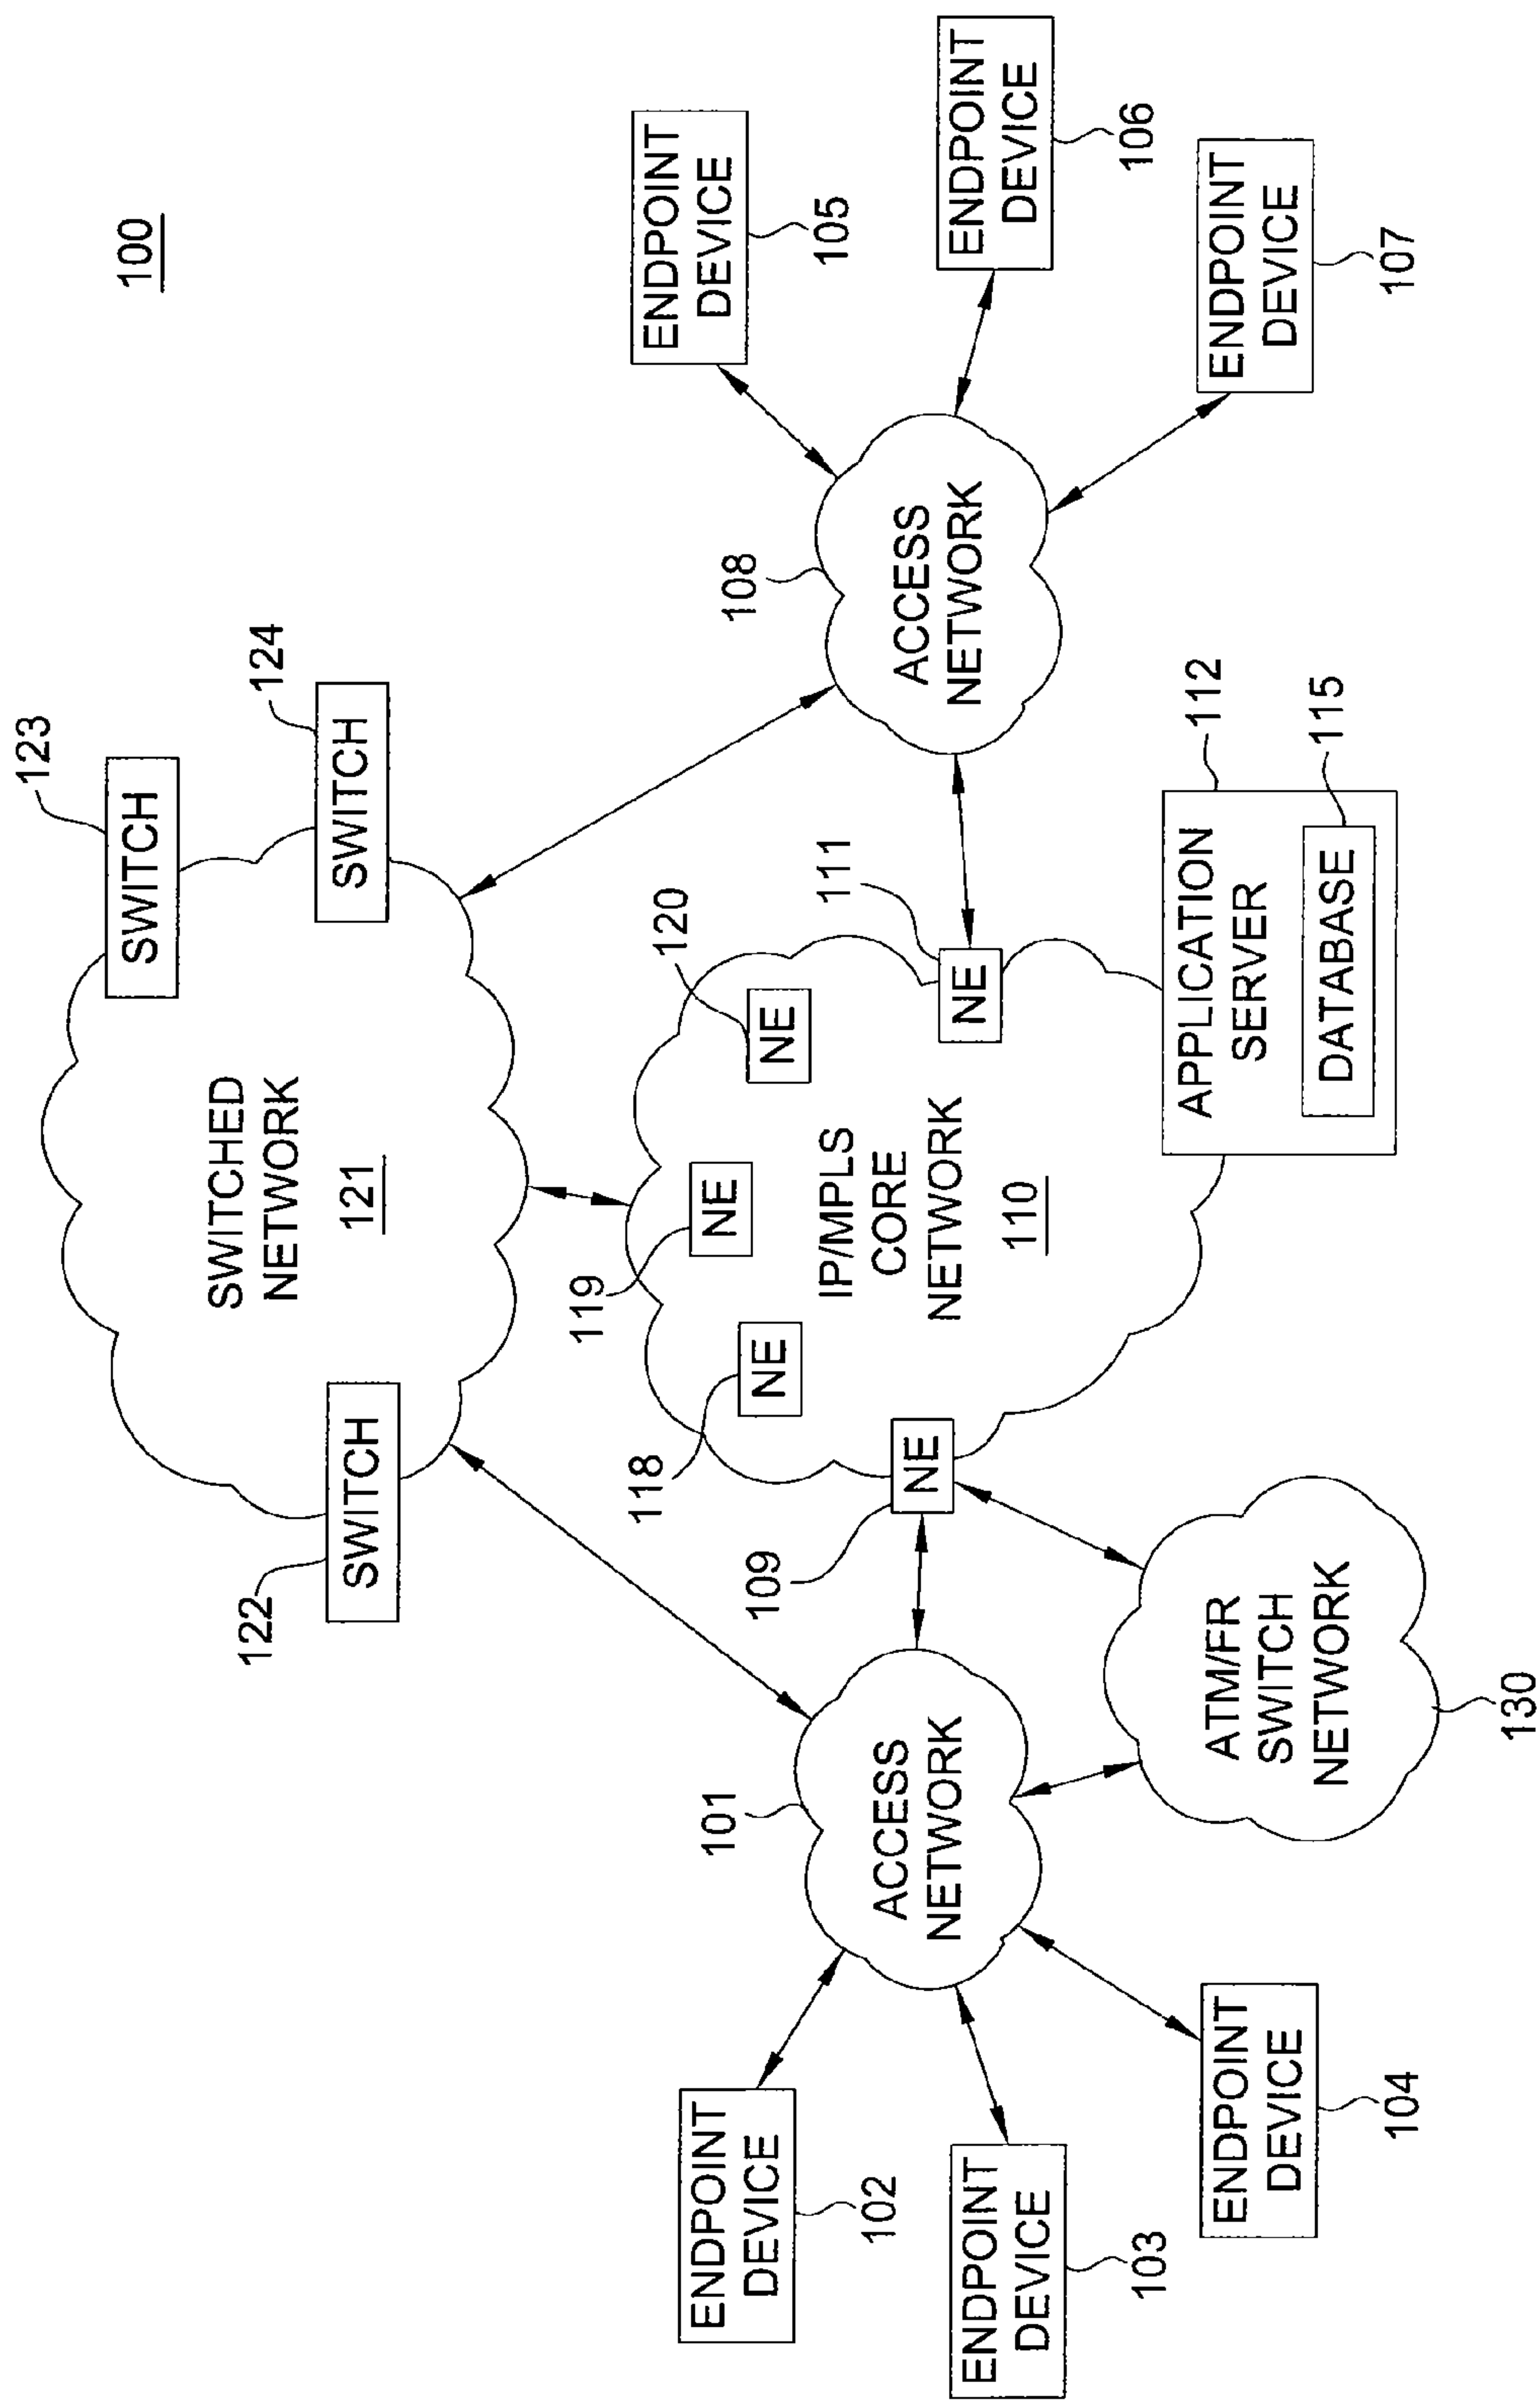 100
123
SWITCH
124
SWITCH
SWITCHED
NETWORK
121
122
SWITCH
ENDPOINT
DEVICE
105
ENDPOINT
DEVICE
106
ENDPOINT
DEVICE
107
108
ACCESS
NETWORK
120
NE
111
NE
119
NE
118
NE
109
NE
IP/MPLS
CORE
NETWORK
110
112
APPLICATION
SERVER
115
DATABASE
101
ACCESS
NETWORK
ATM/FR
SWITCH
NETWORK
130
ENDPOINT
DEVICE
102
ENDPOINT
DEVICE
103
ENDPOINT
DEVICE
104